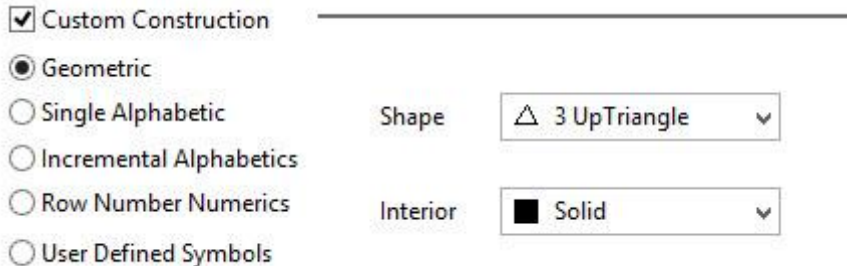 Custom Construction
Geometric
Single Alphabetic
Shape
3 UpTriangle
Incremental Alphabetics
Row Number Numerics
Interior
Solid
User Defined Symbols